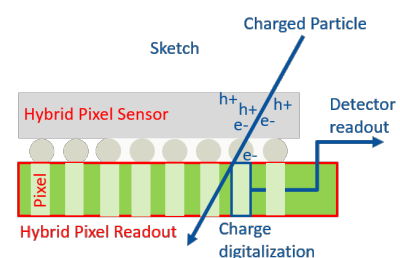 Charged Particle
Sketch
h+
h+
h+
e-
e-
e-
Hybrid Pixel Sensor
Detector
readout
Pixel
Hybrid Pixel Readout
Charge
digitalization